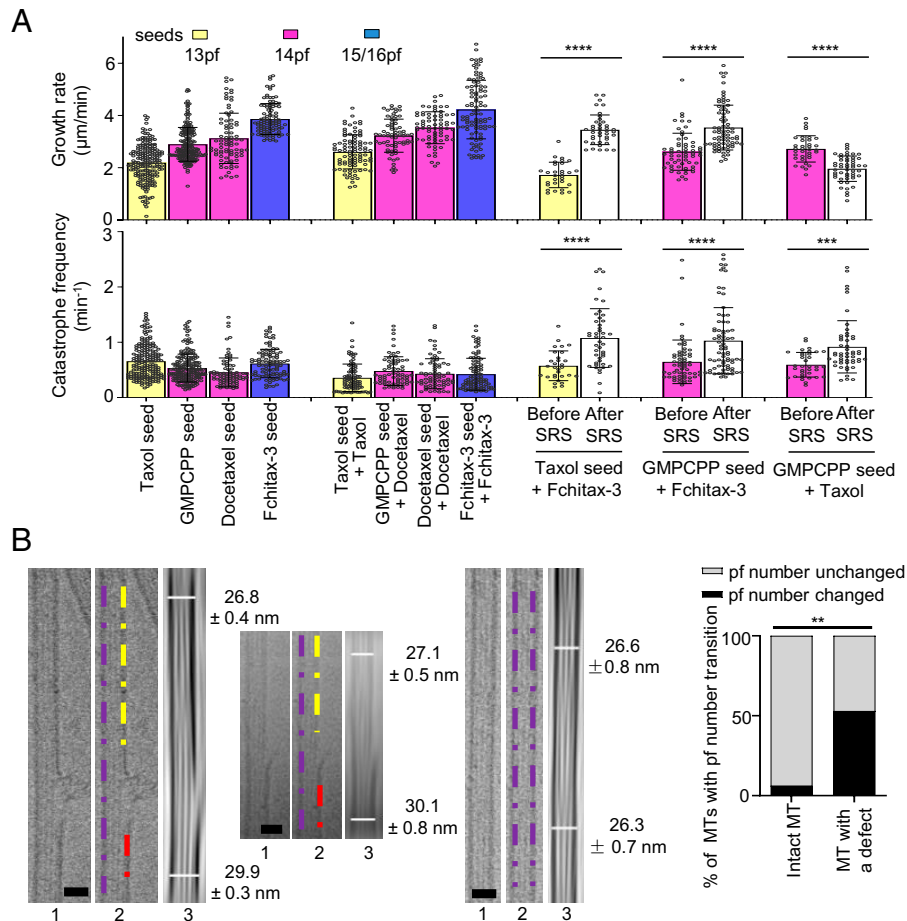 A
seeds
13pf
14pf
15/16pf
Growth rate
(μm/min)
6
4
2
0
****
****
****
Catastrophe frequency
(min⁻¹)
3
2
1
0
****
****
***
Taxol seed
GMPCPP seed
Docetaxel seed
Fchitax-3 seed
Taxol seed
+ Taxol
GMPCPP seed
+ Docetaxel
Docetaxel seed
+ Docetaxel
Fchitax-3 seed
+ Fchitax-3
Before After
SRS SRS
Taxol seed
+ Fchitax-3
Before After
SRS SRS
GMPCPP seed
+ Fchitax-3
Before After
SRS SRS
GMPCPP seed
+ Taxol
B
26.8
± 0.4 nm
29.9
± 0.3 nm
1 2 3
27.1
± 0.5 nm
30.1
± 0.8 nm
1 2 3
26.6
± 0.8 nm
26.3
± 0.7 nm
1 2 3
pf number unchanged
pf number changed
% of MTs with pf number transition
100
50
0
**
Intact MT
MT with
a defect